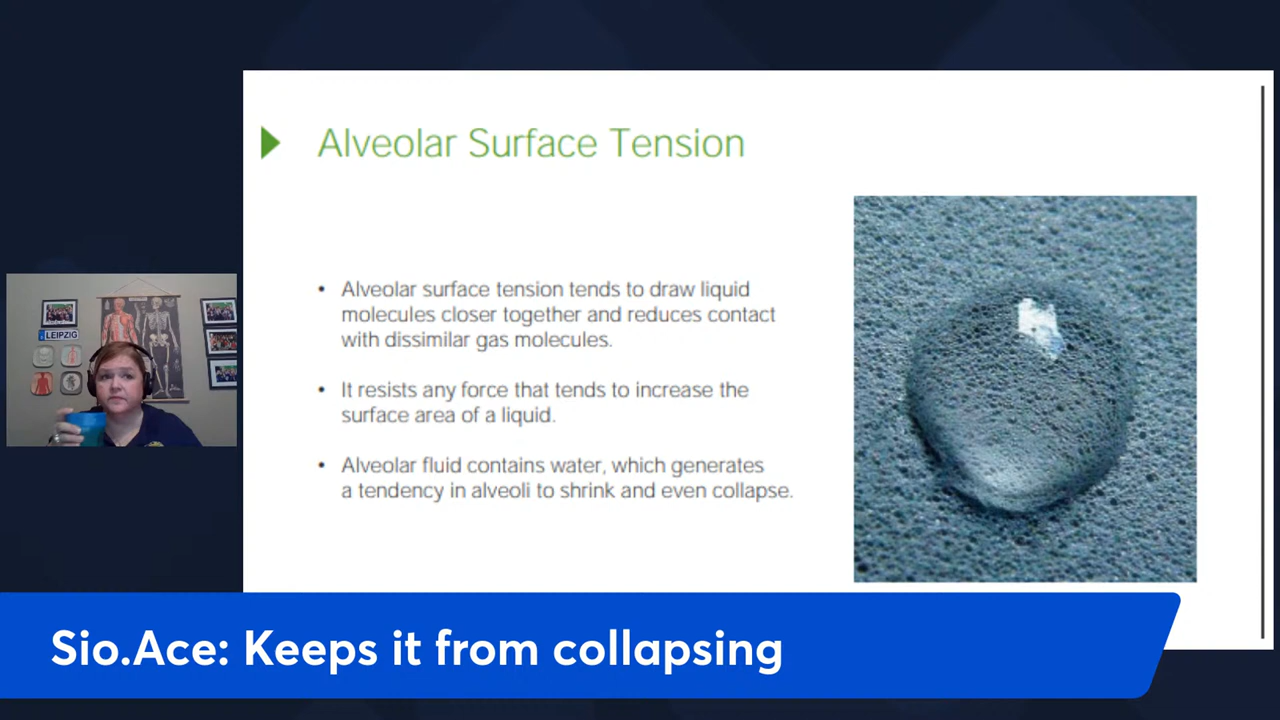 Alveolar Surface Tension
• Alveolar surface tension tends to draw liquid
molecules closer together and reduces contact
with dissimilar gas molecules.
• It resists any force that tends to increase the
surface area of a liquid.
• Alveolar fluid contains water, which generates
a tendency in alveoli to shrink and even collapse.
LEIPZIG
Sio.Ace: Keeps it from collapsing